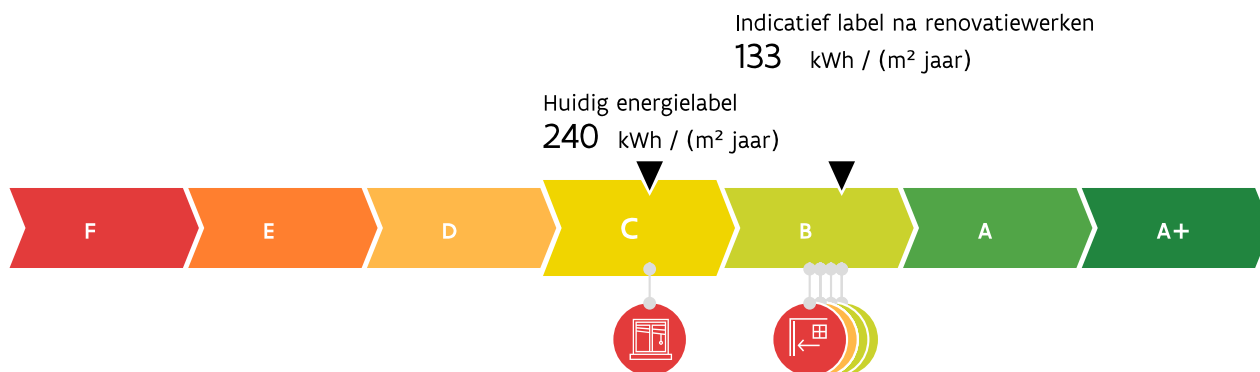 Indicatief label na renovatiewerken
133 kWh / (m² jaar)
Huidig energielabel
240 kWh / (m² jaar)
F E D C B A A+